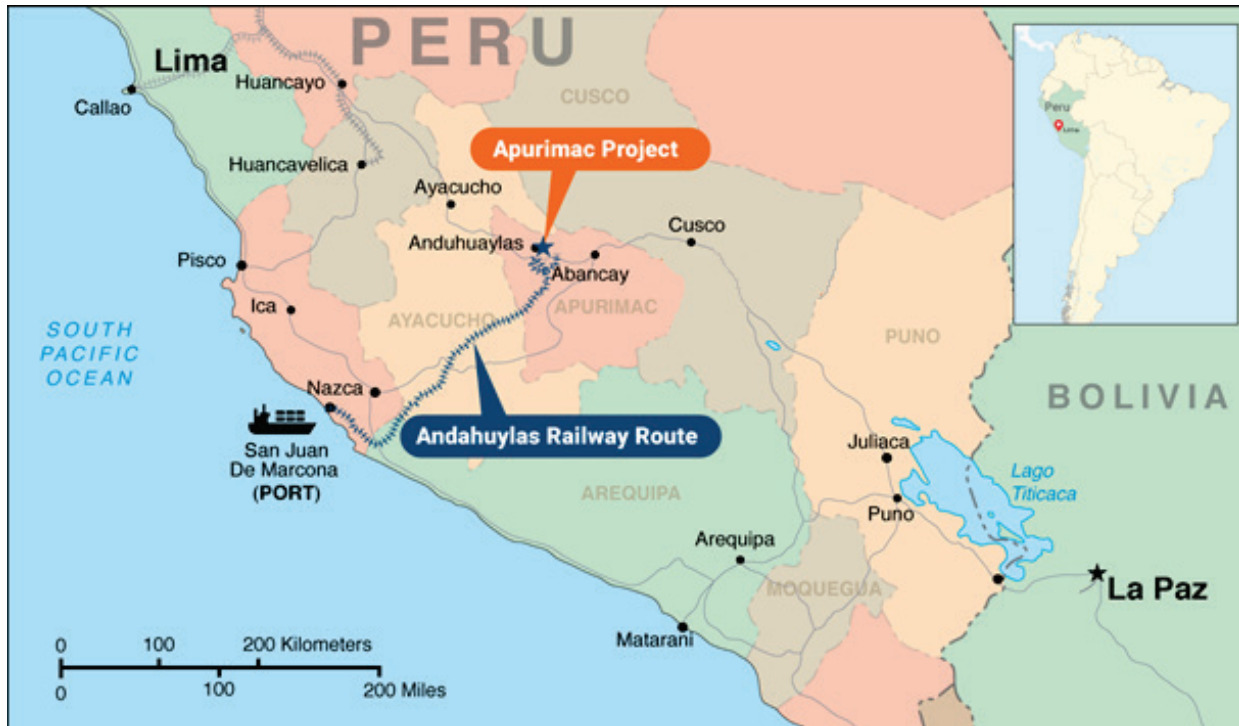 PERU
Lima
Callao
Huancayo
CUSCO
Huancavelica
Apurimac Project
Ayacucho
Cusco
Anduhuaylas
Abancay
Pisco
Ica
APURIMAC
AYACUCHO
PUNO
SOUTH
PACIFIC
OCEAN
Nazca
BOLIVIA
Andahuylas Railway Route
San Juan
De Marcona
(PORT)
Juliaca
Lago
Titicaca
AREQUIPA
Puno
Arequipa
MOQUEGUA
La Paz
Matarani
0 100 200 Kilometers
0 100 200 Miles
Peru
Lima